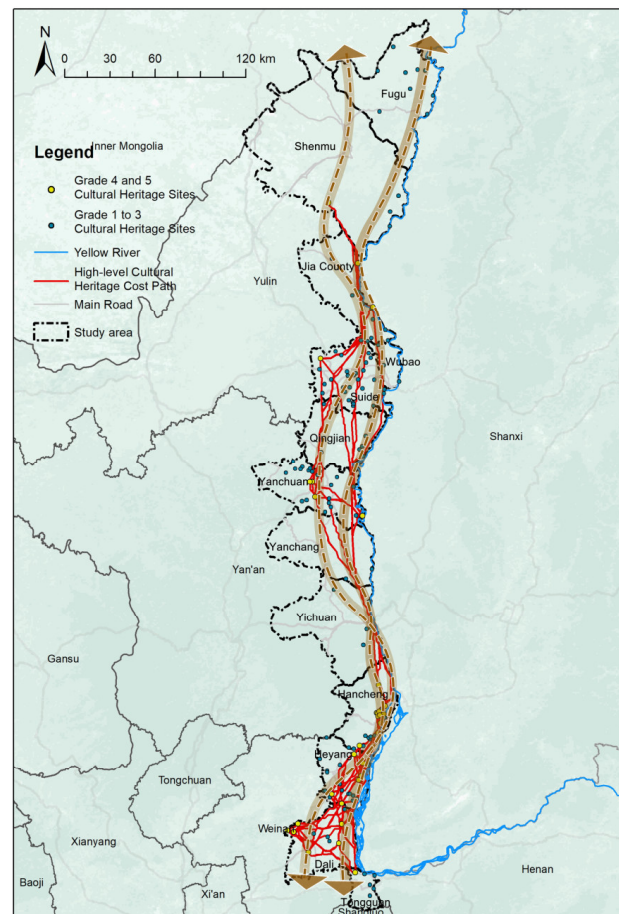 N
0 30 60 120 km
Fugu
Inner Mongolia
Shenmu
Legend
Grade 4 and 5
Cultural Heritage Sites
Grade 1 to 3
Cultural Heritage Sites
Yellow River
High-level Cultural
Heritage Cost Path
Main Road
Study area
Jia County
Yulin
Wubao
Suide
Qingjian
Shanxi
Yanchuan
Yanchang
Yan'an
Yichuan
Gansu
Hancheng
Heyang
Tongchuan
Weinan
Xianyang
Dali
Henan
Baoji
Xi'an
Tongguan